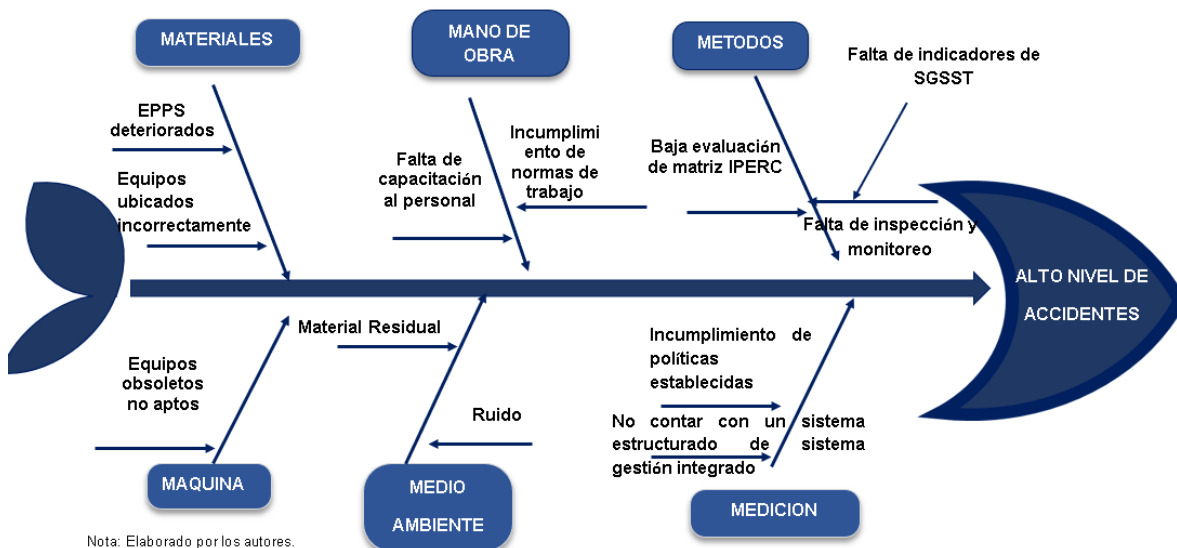 MATERIALES
MANO DE
OBRA
METODOS
Falta de indicadores de
SGSST
EPPS
deteriorados
Equipos
ubicados
incorrectamente
Falta de
capacitación
al personal
Incumplimi
ento de
normas de
trabajo
Baja evaluación
de matriz IPERC
Falta de inspección y
monitoreo
ALTO NIVEL DE
ACCIDENTES
Equipos
obsoletos
no aptos
Material Residual
Ruido
Incumplimiento de
políticas
establecidas
No contar con un sistema
estructurado de sistema
gestión integrado
MAQUINA
MEDIO
AMBIENTE
MEDICION
Nota: Elaborado por los autores.